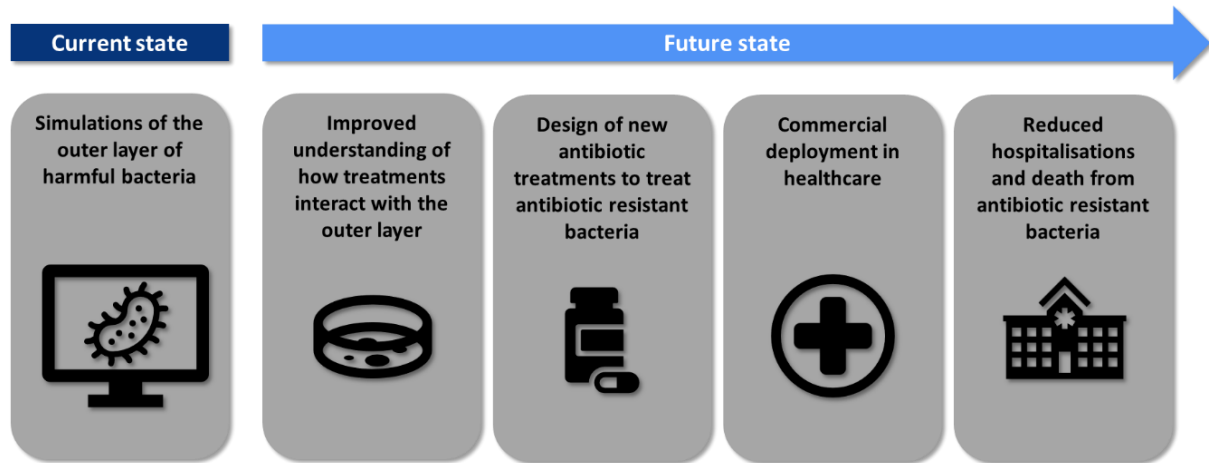 Current state
Future state
Simulations of the
outer layer of
harmful bacteria
Improved
understanding of
how treatments
interact with the
outer layer
Design of new
antibiotic
treatments to treat
antibiotic resistant
bacteria
Commercial
deployment in
healthcare
Reduced
hospitalisations
and death from
antibiotic resistant
bacteria